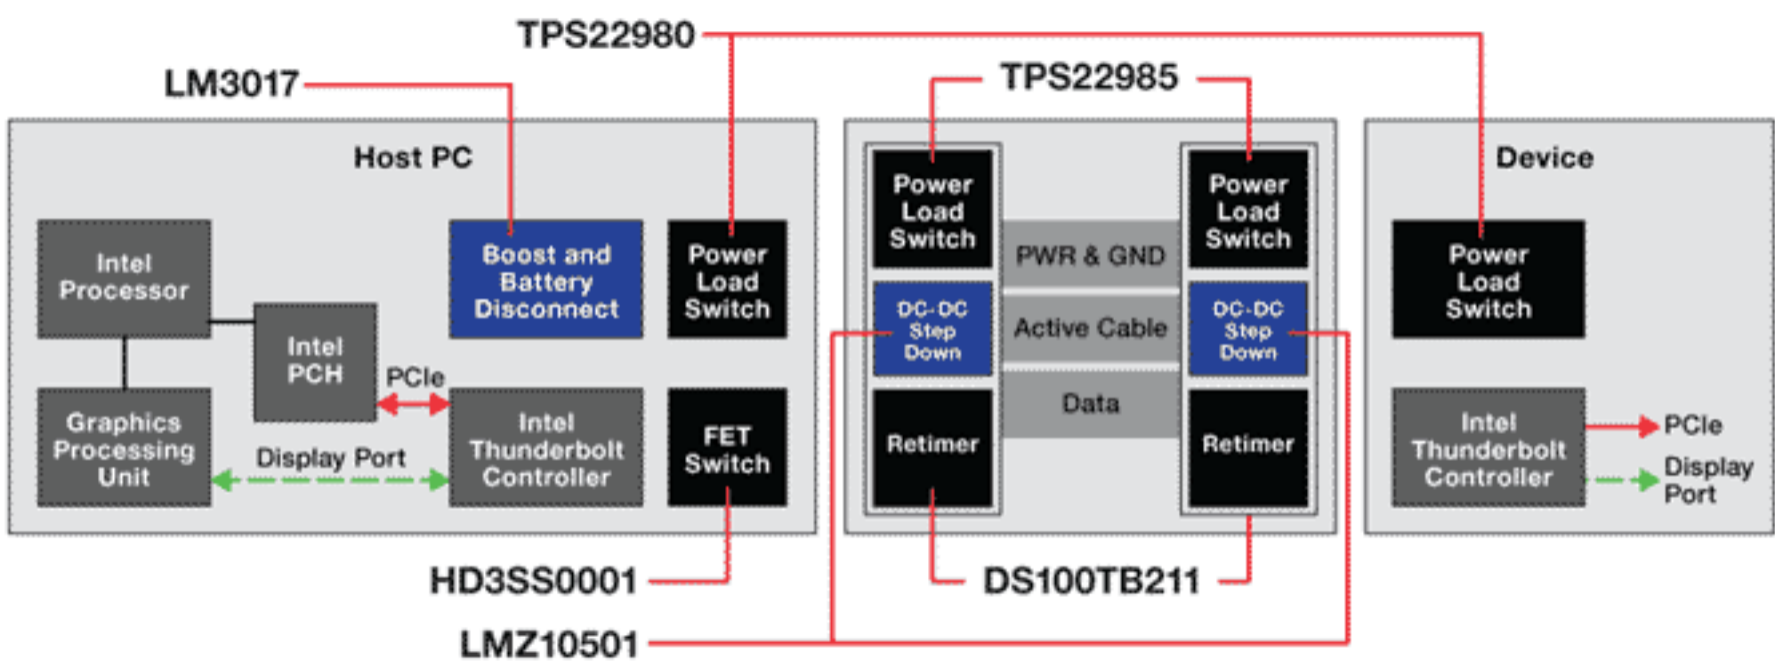 TPS22980
LM3017
TPS22985
Host PC
Intel
Processor
Intel
PCH
Graphics
Processing
Unit
PCIe
Display Port
Boost and
Battery
Disconnect
Power
Load
Switch
Intel
Thunderbolt
Controller
FET
Switch
Power
Load
Switch
DC-DC
Step
Down
Retimer
PWR & GND
Active Cable
Data
Power
Load
Switch
DC-DC
Step
Down
Retimer
Device
Power
Load
Switch
Intel
Thunderbolt
Controller
PCIe
Display
Port
HD3SS0001
DS100TB211
LMZ10501